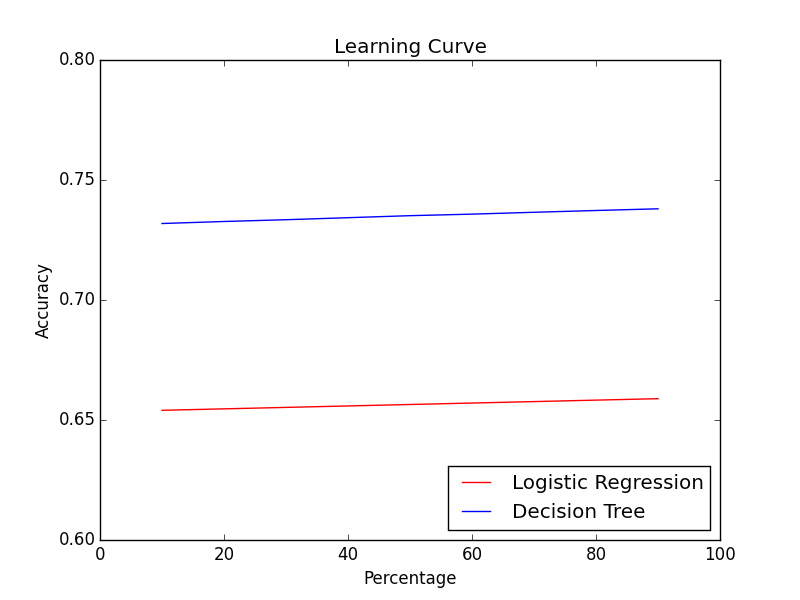 Learning Curve
0.80
0.75
0.70
0.65
0.60
Accuracy
0 20 40 60 80 100
Percentage
Logistic Regression
Decision Tree